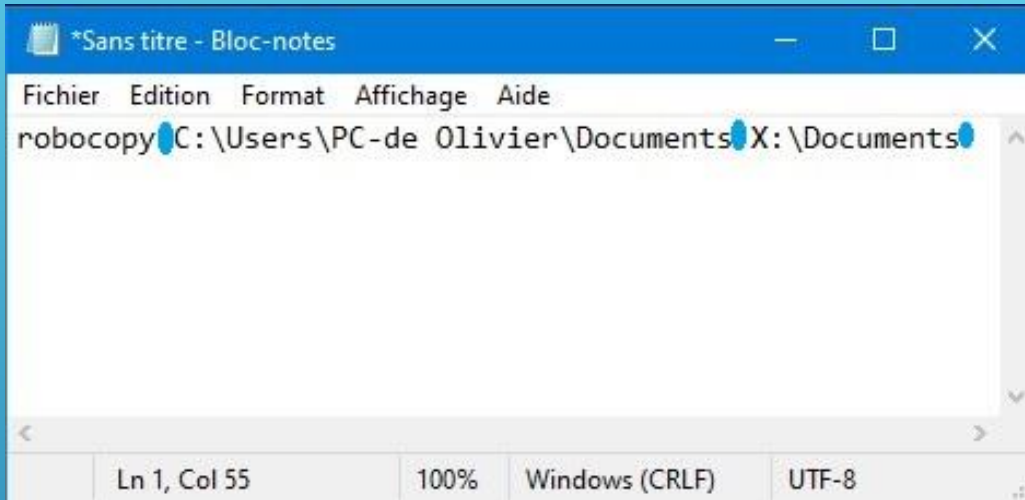 *Sans titre - Bloc-notes
Fichier Edition Format Affichage Aide
robocopy C:\Users\PC-de Olivier\Documents X:\Documents
Ln 1, Col 55 100% Windows (CRLF) UTF-8